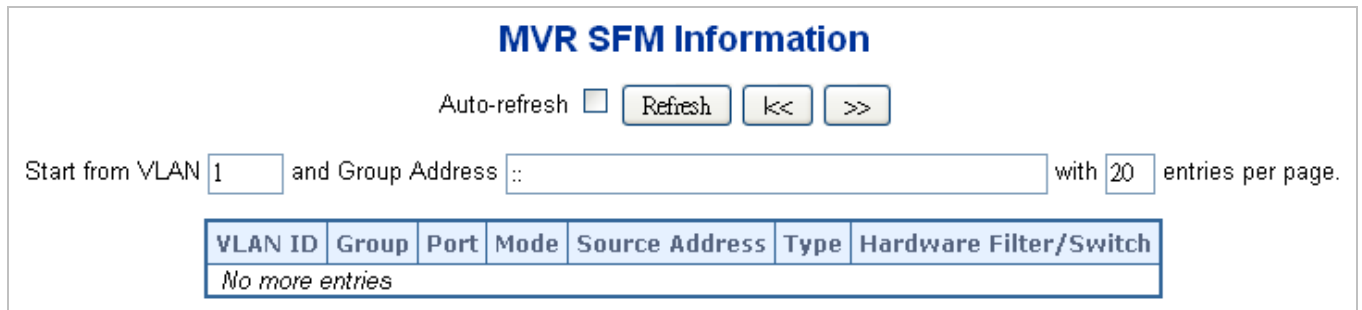 MVR SFM Information
Auto-refresh Refresh |<< >>
Start from VLAN 1 and Group Address :: with 20 entries per page.
VLAN ID Group Port Mode Source Address Type Hardware Filter/Switch
No more entries